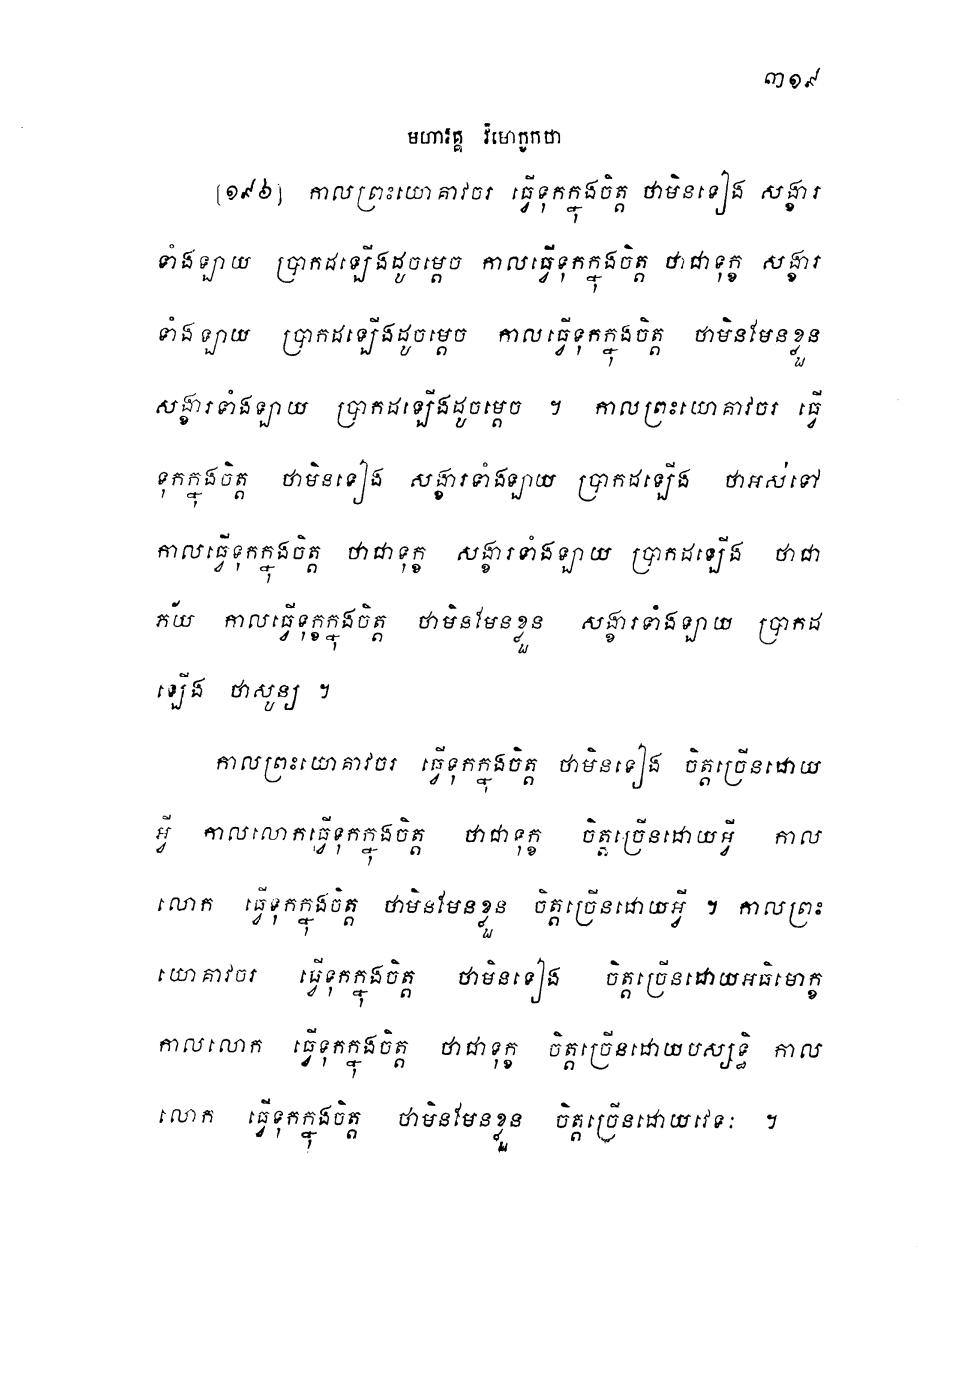 ៣១៩
មហាវគ្គ វិមោក្ខកថា
[១៩៦] កាលព្រះយោគាវចរ ធ្វើទុកក្នុងចិត្ត ថាមិនទៀង សង្ខារ
ទាំងឡាយ ប្រាកដឡើងដូចម្តេច កាលធ្វើទុកក្នុងចិត្ត ថាជាទុក្ខ សង្ខារ
ទាំងឡាយ ប្រាកដឡើងដូចម្តេច កាលធ្វើទុកក្នុងចិត្ត ថាមិនមែនខ្លួន
សង្ខារទាំងឡាយ ប្រាកដឡើងដូចម្តេច ។ កាលព្រះយោគាវចរ ធ្វើ
ទុកក្នុងចិត្ត ថាមិនទៀង សង្ខារទាំងឡាយ ប្រាកដឡើង ថាអស់ទៅ
កាលធ្វើទុកក្នុងចិត្ត ថាជាទុក្ខ សង្ខារទាំងឡាយ ប្រាកដឡើង ថាជា
ភ័យ កាលធ្វើទុក្ខក្នុងចិត្ត ថាមិនមែនខ្លួន សង្ខារទាំងឡាយ ប្រាកដ
ឡើង ថាសូន្យ ។
កាលព្រះយោគាវចរ ធ្វើទុកក្នុងចិត្ត ថាមិនទៀង ចិត្តច្រើនដោយ
អ្វី កាលលោកធ្វើទុកក្នុងចិត្ត ថាជាទុក្ខ ចិត្តច្រើនដោយអ្វី កាល
លោក ធ្វើទុកក្នុងចិត្ត ថាមិនមែនខ្លួន ចិត្តច្រើនដោយអ្វី ។ កាលព្រះ
យោគាវចរ ធ្វើទុកក្នុងចិត្ត ថាមិនទៀង ចិត្តច្រើនដោយអធិមោក្ខ
កាលលោក ធ្វើទុកក្នុងចិត្ត ថាជាទុក្ខ ចិត្តច្រើនដោយបស្សទ្ធិ កាល
លោក ធ្វើទុកក្នុងចិត្ត ថាមិនមែនខ្លួន ចិត្តច្រើនដោយវេទៈ ។